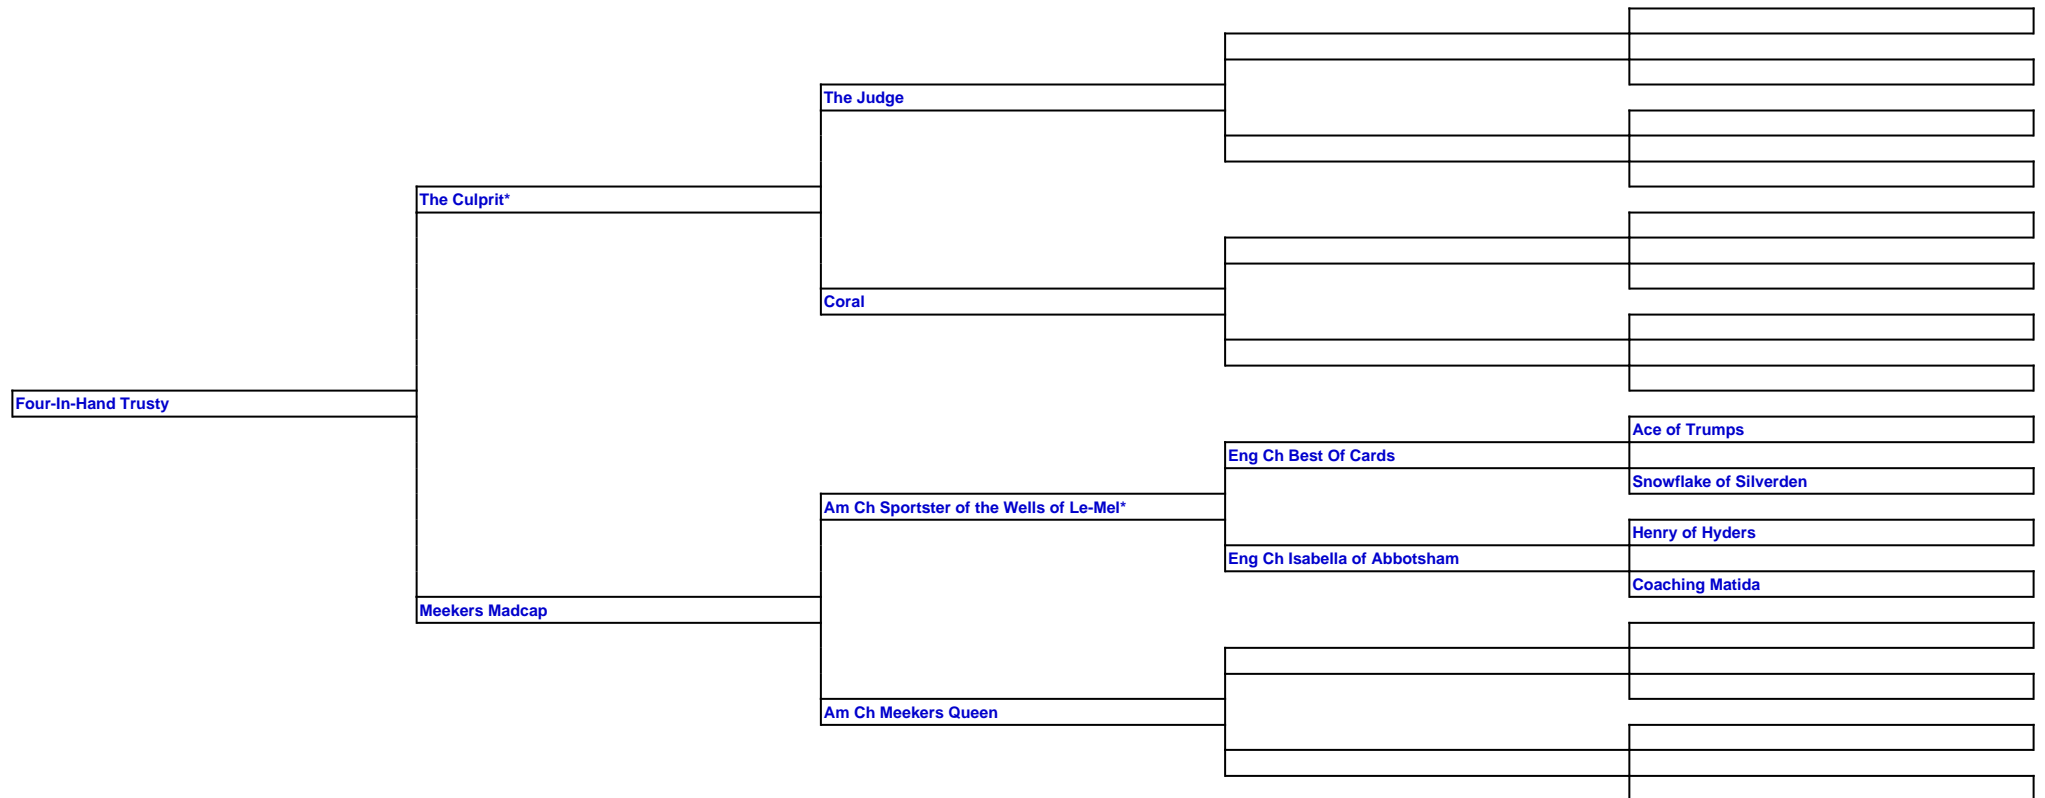 The Judge
The Culprit*
Coral
Four-In-Hand Trusty
Ace of Trumps
Eng Ch Best Of Cards
Snowflake of Silverden
Am Ch Sportster of the Wells of Le-Mel*
Henry of Hyders
Eng Ch Isabella of Abbotsham
Coaching Matida
Meekers Madcap
Am Ch Meekers Queen